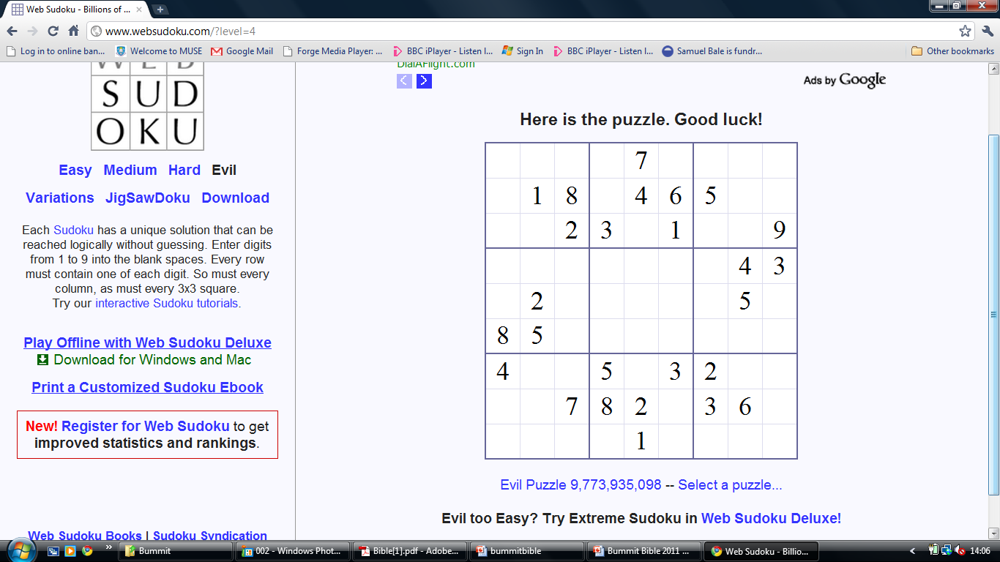 Web Sudoku - Billions of ...
www.websudoku.com/?level=4
Log in to online ban... Welcome to MUSE Google Mail Forge Media Player: ... BBC iPlayer - Listen l... Sign In BBC iPlayer - Listen l... Samuel Bale is fundr... Other bookmarks
WEB
SUD
OKU
DialAFlight.com
Ads by Google
Easy Medium Hard Evil
Variations JigSawDoku Download
Each Sudoku has a unique solution that can be
reached logically without guessing. Enter digits
from 1 to 9 into the blank spaces. Every row
must contain one of each digit. So must every
column, as must every 3x3 square.
Try our interactive Sudoku tutorials.
Play Offline with Web Sudoku Deluxe
Download for Windows and Mac
Print a Customized Sudoku Ebook
New! Register for Web Sudoku to get
improved statistics and rankings.
Web Sudoku Books | Sudoku Syndication
Here is the puzzle. Good luck!
7
1 8 4 6 5
2 3 1 9
4 3
2 5
8 5
4 5 3 2
7 8 2 3 6
1
Evil Puzzle 9,773,935,098 -- Select a puzzle...
Evil too Easy? Try Extreme Sudoku in Web Sudoku Deluxe!
» Bummit 002 - Windows Phot... Bible[1].pdf - Adobe... bummitbible Bummit Bible 2011 ... Web Sudoku - Billio... 14:06